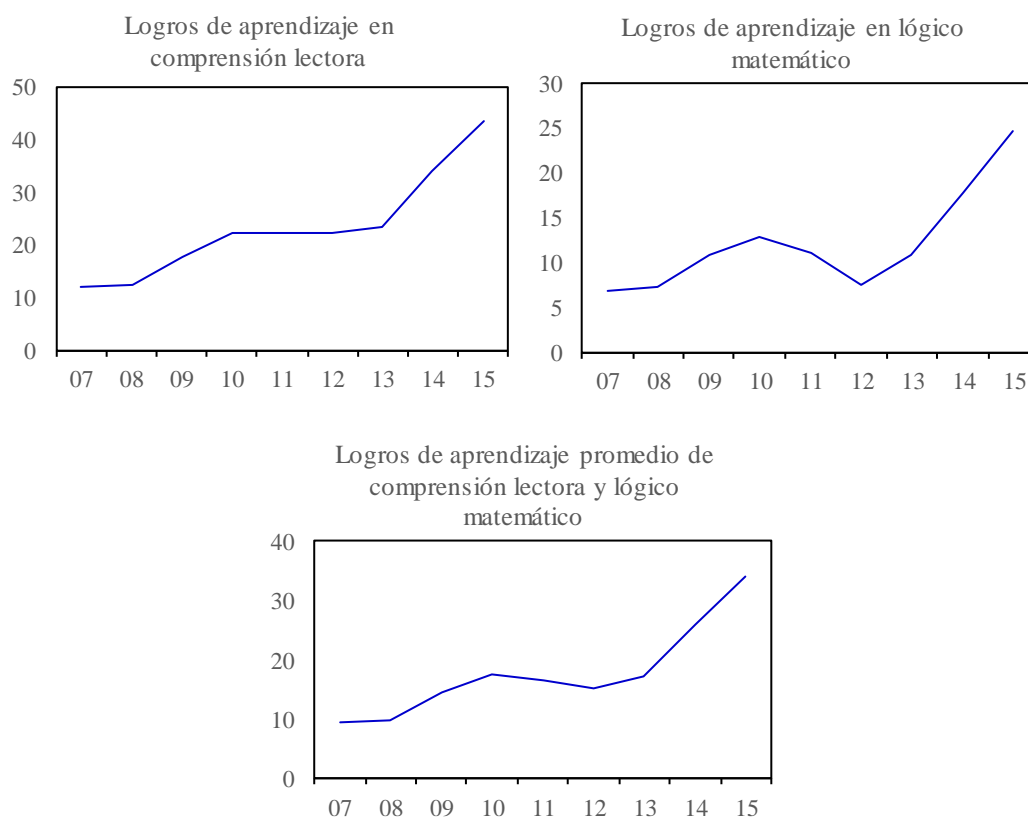 Logros de aprendizaje en
comprensión lectora
50
40
30
20
10
0
07 08 09 10 11 12 13 14 15
Logros de aprendizaje en lógico
matemático
30
25
20
15
10
5
0
07 08 09 10 11 12 13 14 15
Logros de aprendizaje promedio de
comprensión lectora y lógico
matemático
40
30
20
10
0
07 08 09 10 11 12 13 14 15